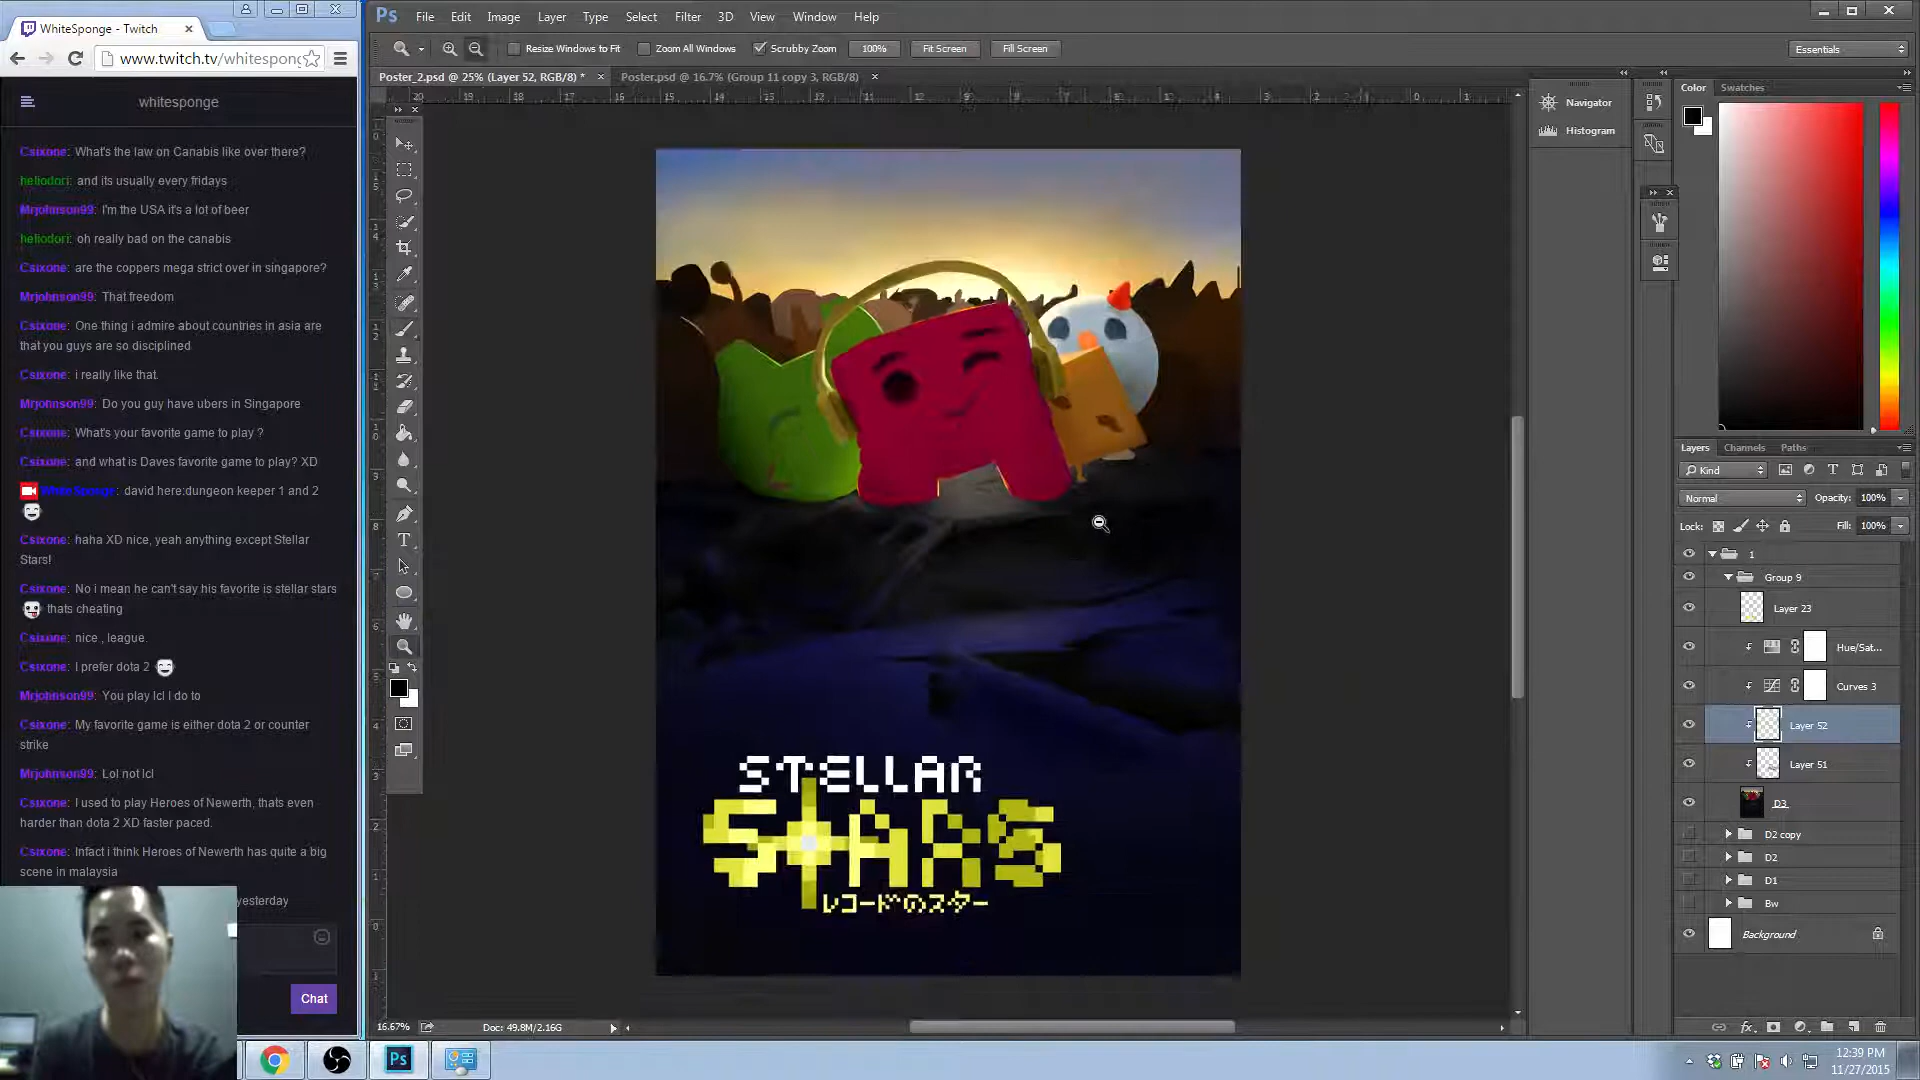 WhiteSponge - Twitch
www.twitch.tv/whitespong
whitesponge
Csixone: What's the law on Canabis like over there?
heliodori: and its usually every fridays
Mrjohnson99: I'm the USA it's a lot of beer
heliodori: oh really bad on the canabis
Csixone: are the coppers mega strict over in singapore?
Mrjohnson99: That freedom
Csixone: One thing i admire about countries in asia are
that you guys are so disciplined
Csixone: i really like that.
Mrjohnson99: Do you guy have ubers in Singapore
Csixone: What's your favorite game to play ?
Csixone: and what is Daves favorite game to play? XD
WhiteSponge: david here:dungeon keeper 1 and 2
Csixone: haha XD nice, yeah anything except Stellar
Stars!
Csixone: No i mean he can't say his favorite is stellar stars
thats cheating
Csixone: nice , league.
Csixone: I prefer dota 2
Mrjohnson99: You play lcl I do to
Csixone: My favorite game is either dota 2 or counter
strike
Mrjohnson99: Lol not lcl
Csixone: I used to play Heroes of Newerth, thats even
harder than dota 2 XD faster paced.
Csixone: Infact i think Heroes of Newerth has quite a big
scene in malaysia
yesterday
Chat
Ps File Edit Image Layer Type Select Filter 3D View Window Help
Resize Windows to Fit Zoom All Windows Scrubby Zoom 100% Fit Screen Fill Screen Essentials
Poster_2.psd @ 25% (Layer 52, RGB/8) * Poster.psd @ 16.7% (Group 11 copy 3, RGB/8)
STELLAR
STARS
レコードのスター
16.67% Doc: 49.8M/2.16G
Navigator
Histogram
Color Swatches
Layers Channels Paths
Kind
Normal Opacity: 100%
Lock: Fill: 100%
1
Group 9
Layer 23
Hue/Sat...
Curves 3
Layer 52
Layer 51
D3
D2 copy
D2
D1
Bw
Background
fx
Ps
12:39 PM
11/27/2015